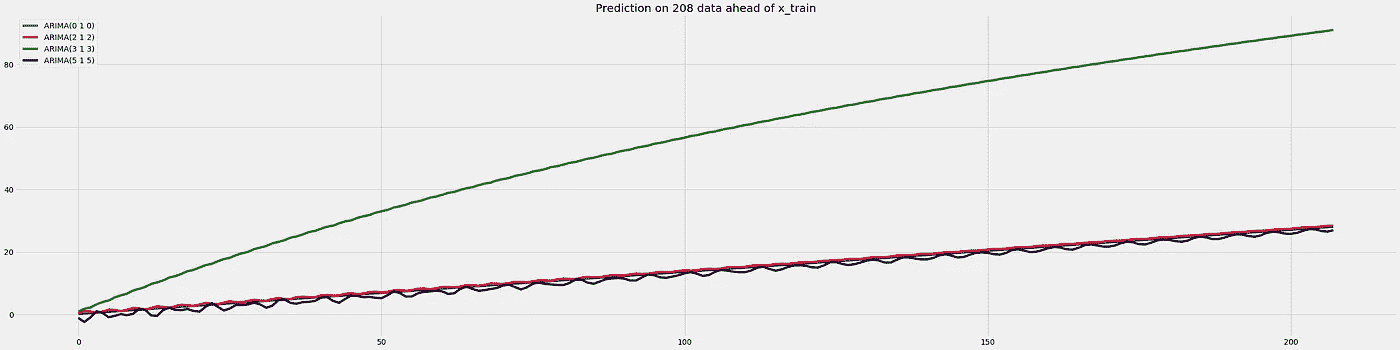 Prediction on 208 data ahead of x_train
ARIMA(0 1 0)
ARIMA(2 1 2)
ARIMA(3 1 3)
ARIMA(5 1 5)
80
60
40
20
0
0 50 100 150 200